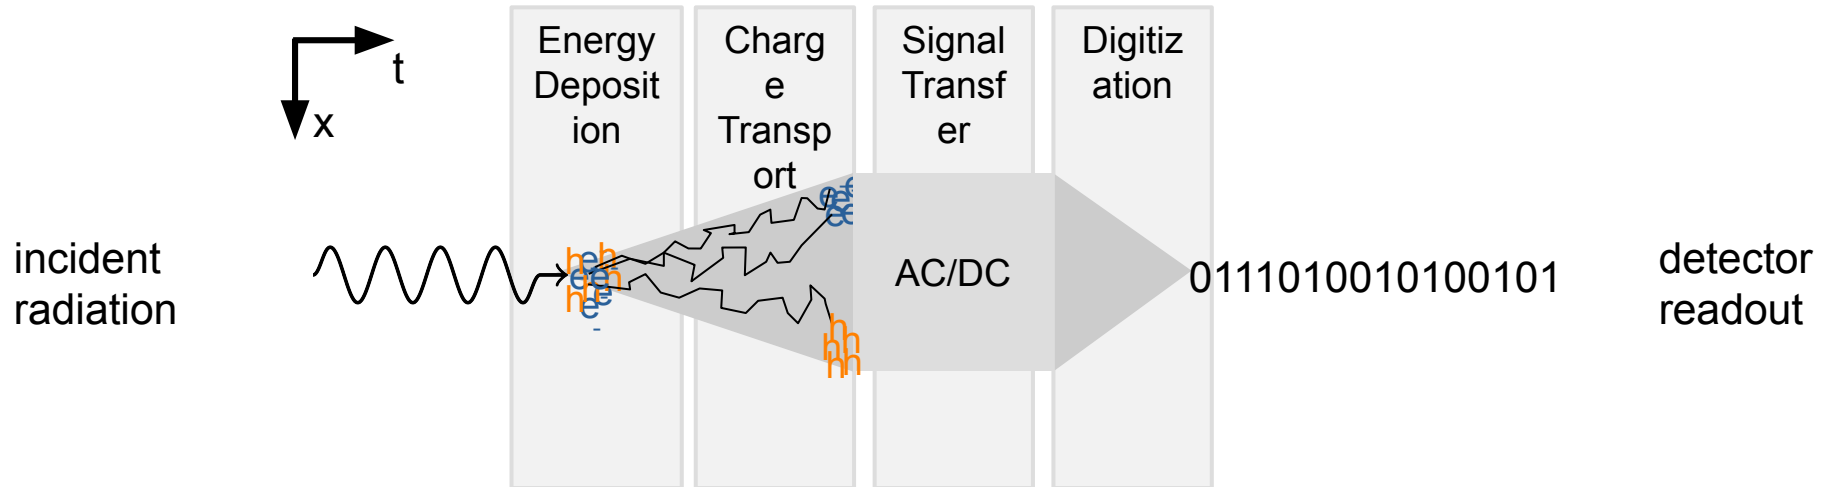 t
x
Energy
Deposit
ion
Charg
e
Transp
ort
Signal
Transf
er
Digitiz
ation
incident
radiation
AC/DC
0111010010100101
detector
readout